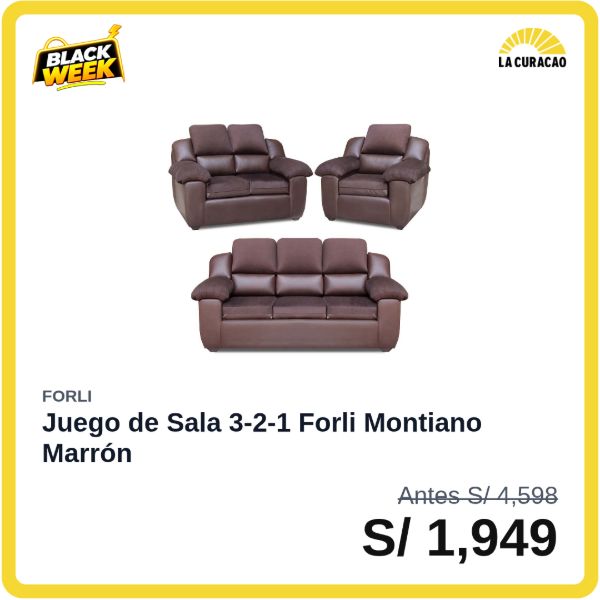 BLACK
WEEK
LA CURACAO
FORLI
Juego de Sala 3-2-1 Forli Montiano
Marrón
Antes S/ 4,598
S/ 1,949